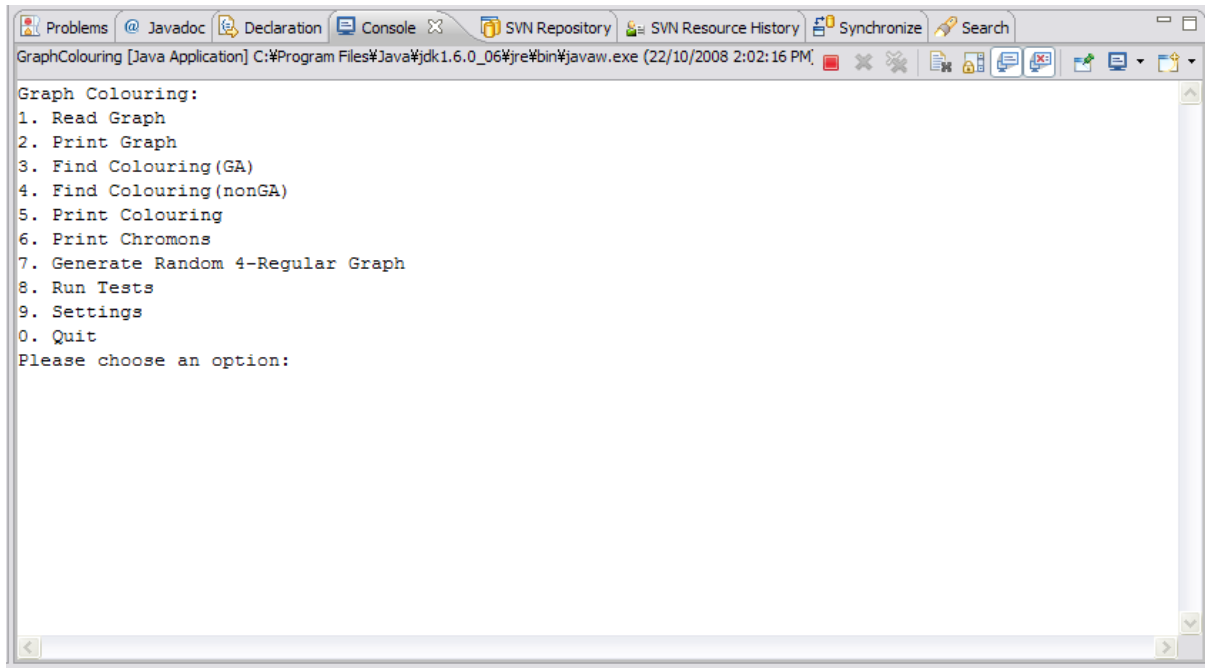 Problems @ Javadoc Declaration Console SVN Repository SVN Resource History Synchronize Search
GraphColouring [Java Application] C:¥Program Files¥Java¥jdk1.6.0_06¥jre¥bin¥javaw.exe (22/10/2008 2:02:16 PM)
Graph Colouring:
1. Read Graph
2. Print Graph
3. Find Colouring(GA)
4. Find Colouring(nonGA)
5. Print Colouring
6. Print Chromons
7. Generate Random 4-Regular Graph
8. Run Tests
9. Settings
0. Quit
Please choose an option: